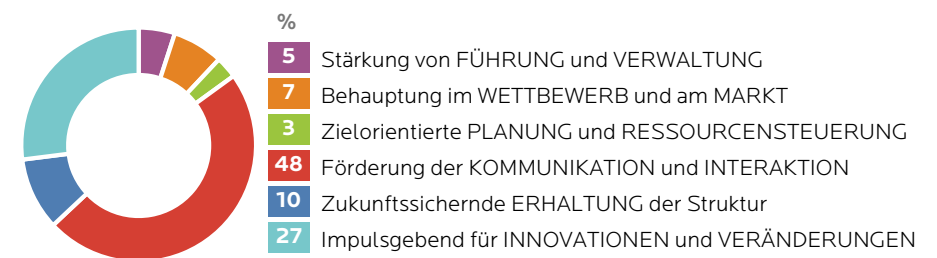 %
5 Stärkung von FÜHRUNG und VERWALTUNG
7 Behauptung im WETTBEWERB und am MARKT
3 Zielorientierte PLANUNG und RESSOURCENSTEUERUNG
48 Förderung der KOMMUNIKATION und INTERAKTION
10 Zukunftssichernde ERHALTUNG der Struktur
27 Impulsgebend für INNOVATIONEN und VERÄNDERUNGEN